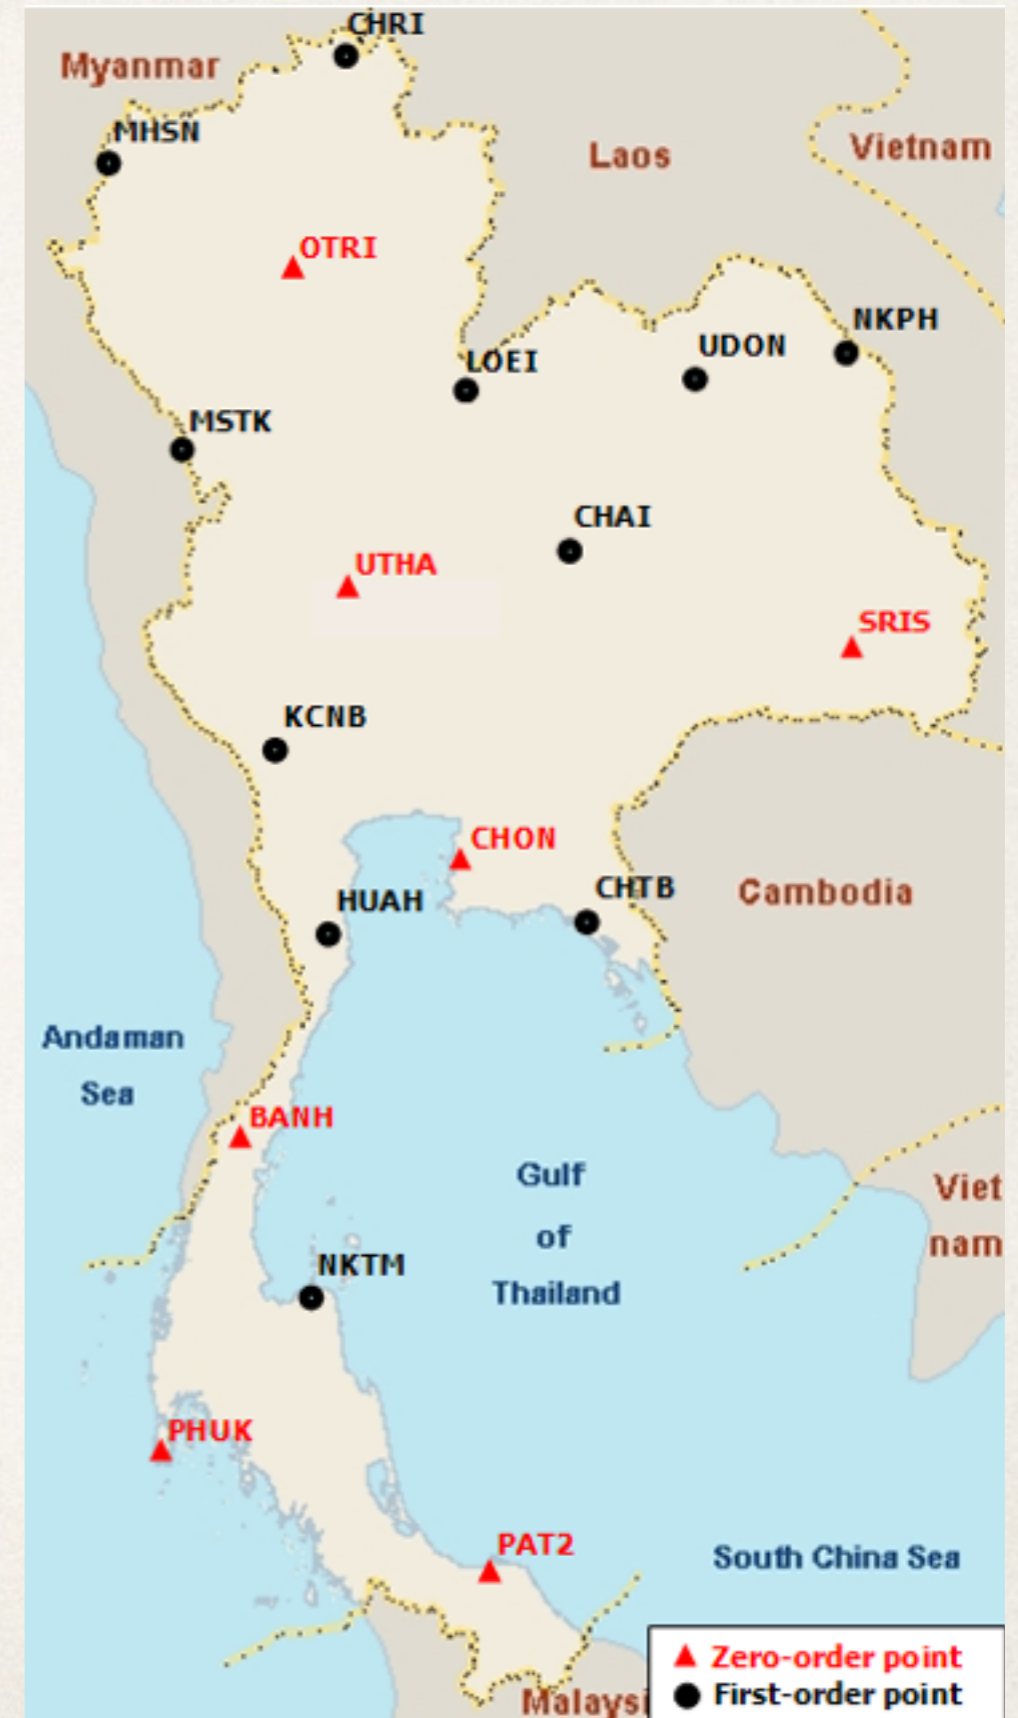 CHRI
Myanmar
MHSN
Laos
Vietnam
OTRI
NKPH
UDON
LOEI
MSTK
CHAI
UTHA
SRIS
KCNB
CHON
CHTB
Cambodia
HUAH
Andaman
Sea
BANH
Gulf
of
Thailand
Viet
nam
NKTM
PHUK
PAT2
South China Sea
Zero-order point
First-order point
Malaysi